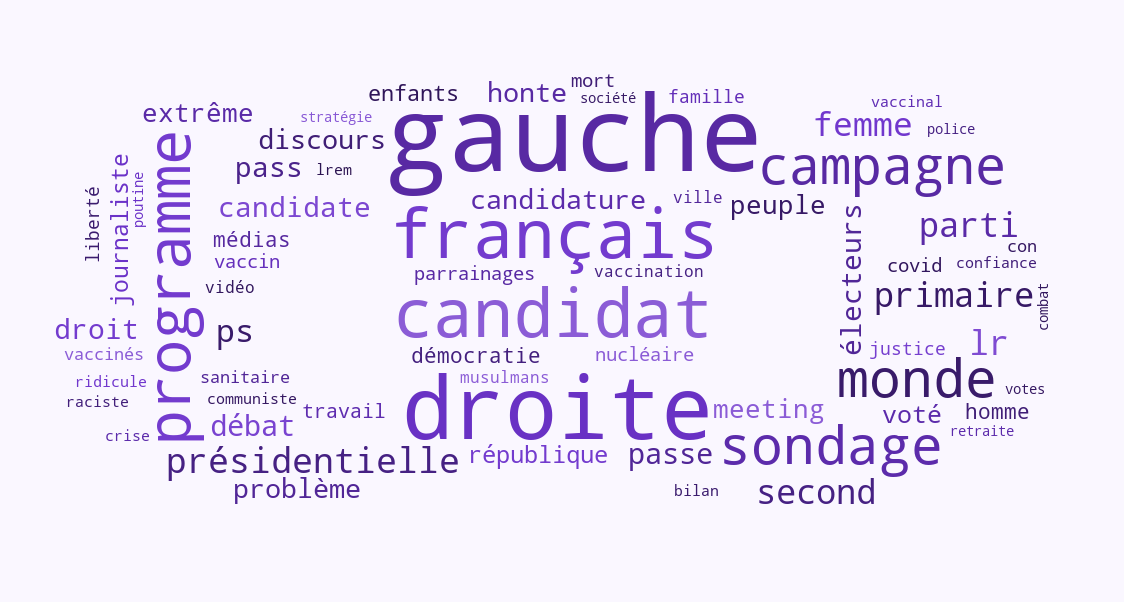 mort
enfants
honte
société
famille
vaccinal
extrême
stratégie
gauche
femme
police
discours
pass
lrem
campagne
programme
journaliste
poutine
liberté
candidate
candidature
ville
peuple
médias
français
électeurs
parti
con
vaccin
parrainages
vaccination
covid
confiance
vidéo
candidat
primaire
combat
droit
ps
vaccinés
démocratie
nucléaire
justice
lr
ridicule
sanitaire
musulmans
monde
votes
raciste
communiste
travail
droite
meeting
voté
homme
crise
débat
sondage
retraite
présidentielle
république
passe
problème
bilan
second